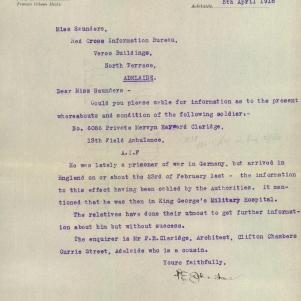 Adelaide,
8th April 1918
Miss Saunders,
Red Cross Information Bureau,
Verco Buildings,
North Terrace,
ADELAIDE.
Dear Miss Saunders -
Could you please cable for information as to the present
whereabouts and condition of the following soldier:-
No. Private Mervyn Hayward Claridge,
13th Field Ambulance,
A.I.F
He was lately a prisoner of war in Germany, but arrived in
England on or about the 23rd of February last - the information
to this effect having been cabled by the Authorities. It men-
tioned that he was then in King George's Military Hospital.
The relatives have done their utmost to get further informat-
ion about him but without success.
The enquirer is Mr P.R.Claridge, Architect, Clifton Chambers
Currie Street, Adelaide who is a cousin.
Yours faithfully,